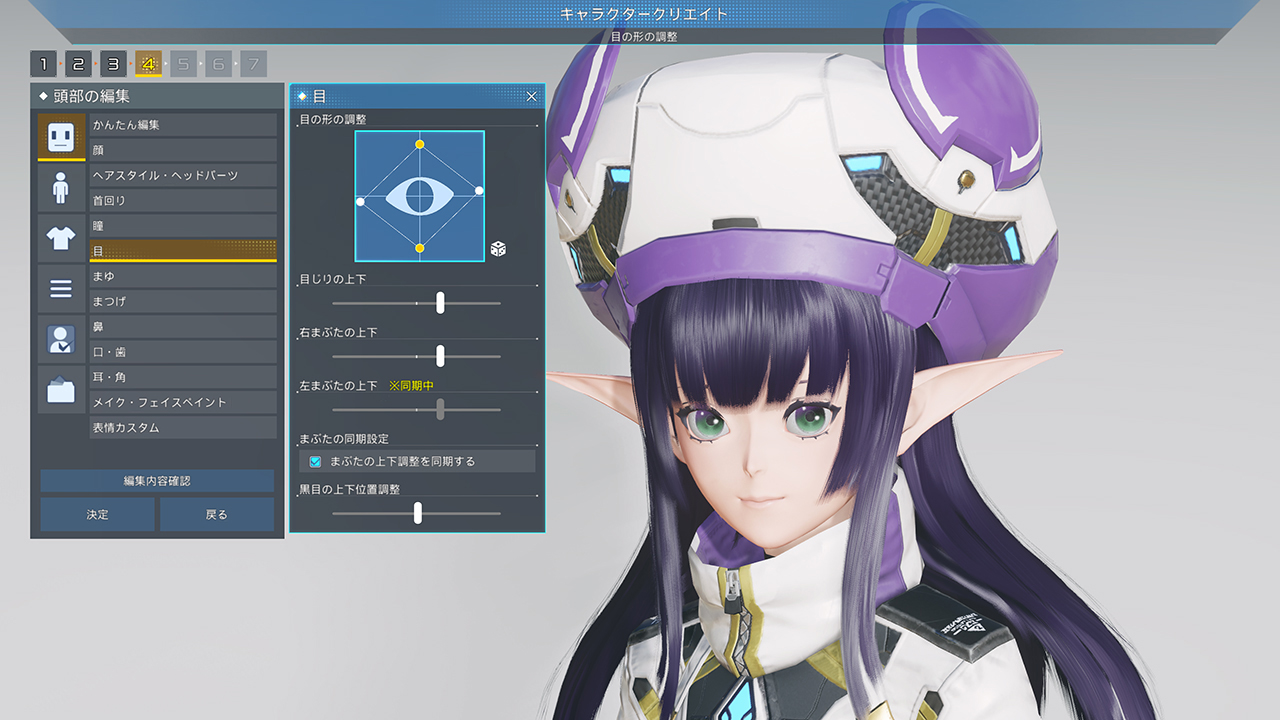 キャラクタークリエイト
目の形の調整
1 2 3 4 5 6 7
頭部の編集
かんたん編集
顔
ヘアスタイル・ヘッドパーツ
首回り
瞳
目
まゆ
まつげ
鼻
口・歯
耳・角
メイク・フェイスペイント
表情カスタム
編集内容確認
決定
戻る
目
目の形の調整
目じりの上下
右まぶたの上下
左まぶたの上下 ※同期中
まぶたの同期設定
まぶたの上下調整を同期する
黒目の上下位置調整